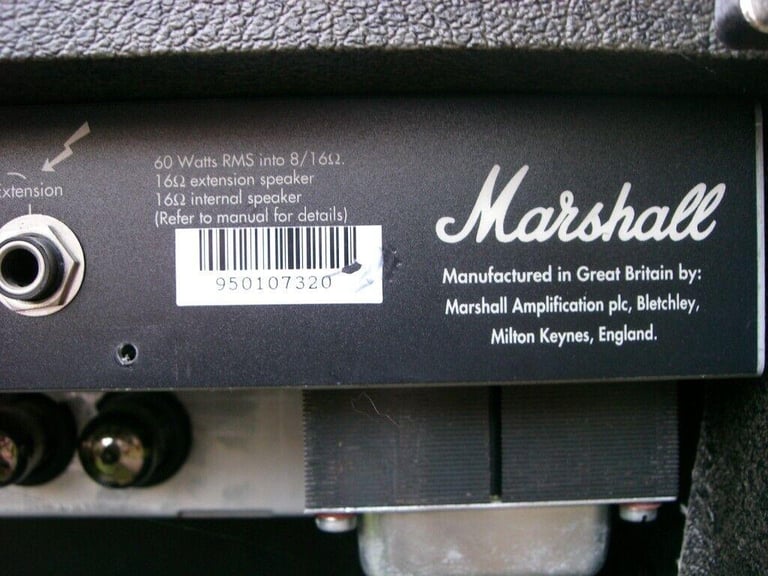 Extension
60 Watts RMS into 8/16Ω.
16Ω extension speaker
16Ω internal speaker
(Refer to manual for details)
950107320
Marshall
Manufactured in Great Britain by:
Marshall Amplification plc, Bletchley,
Milton Keynes, England.